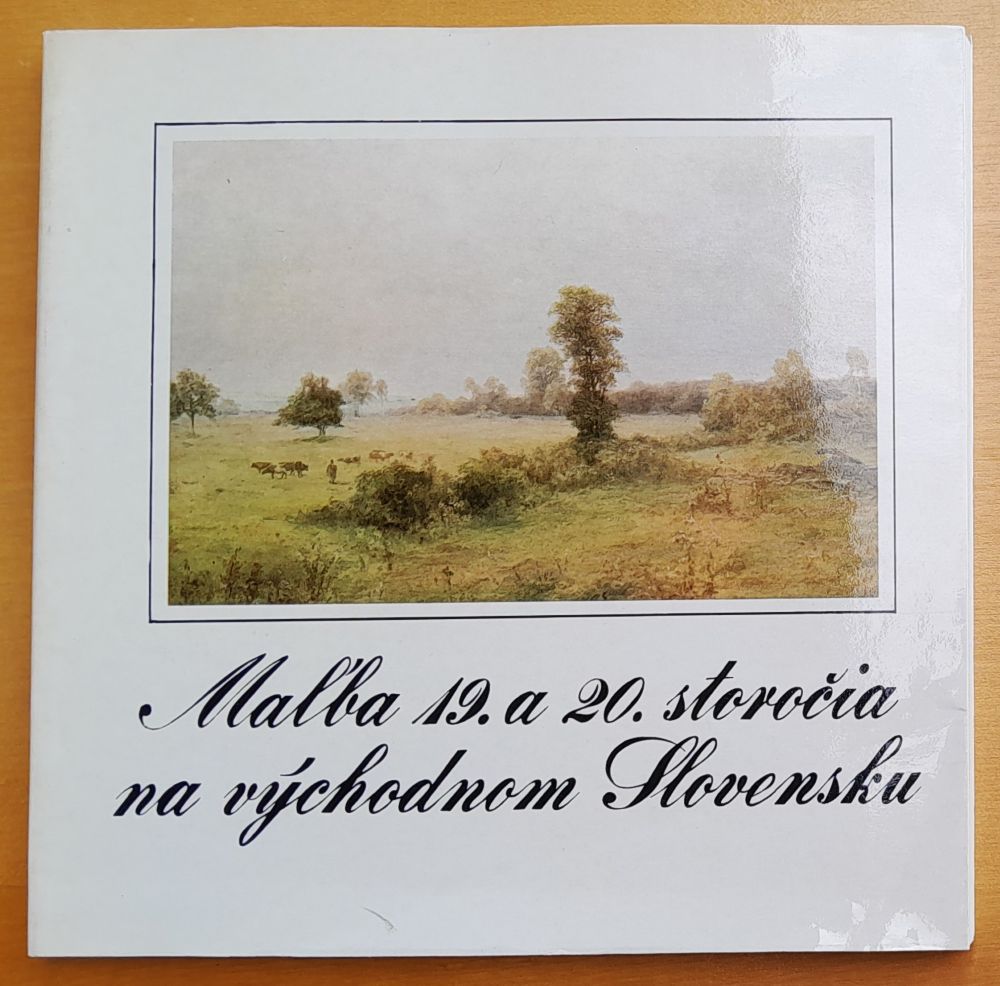 Maľba 19. a 20. storočia
na východnom Slovensku